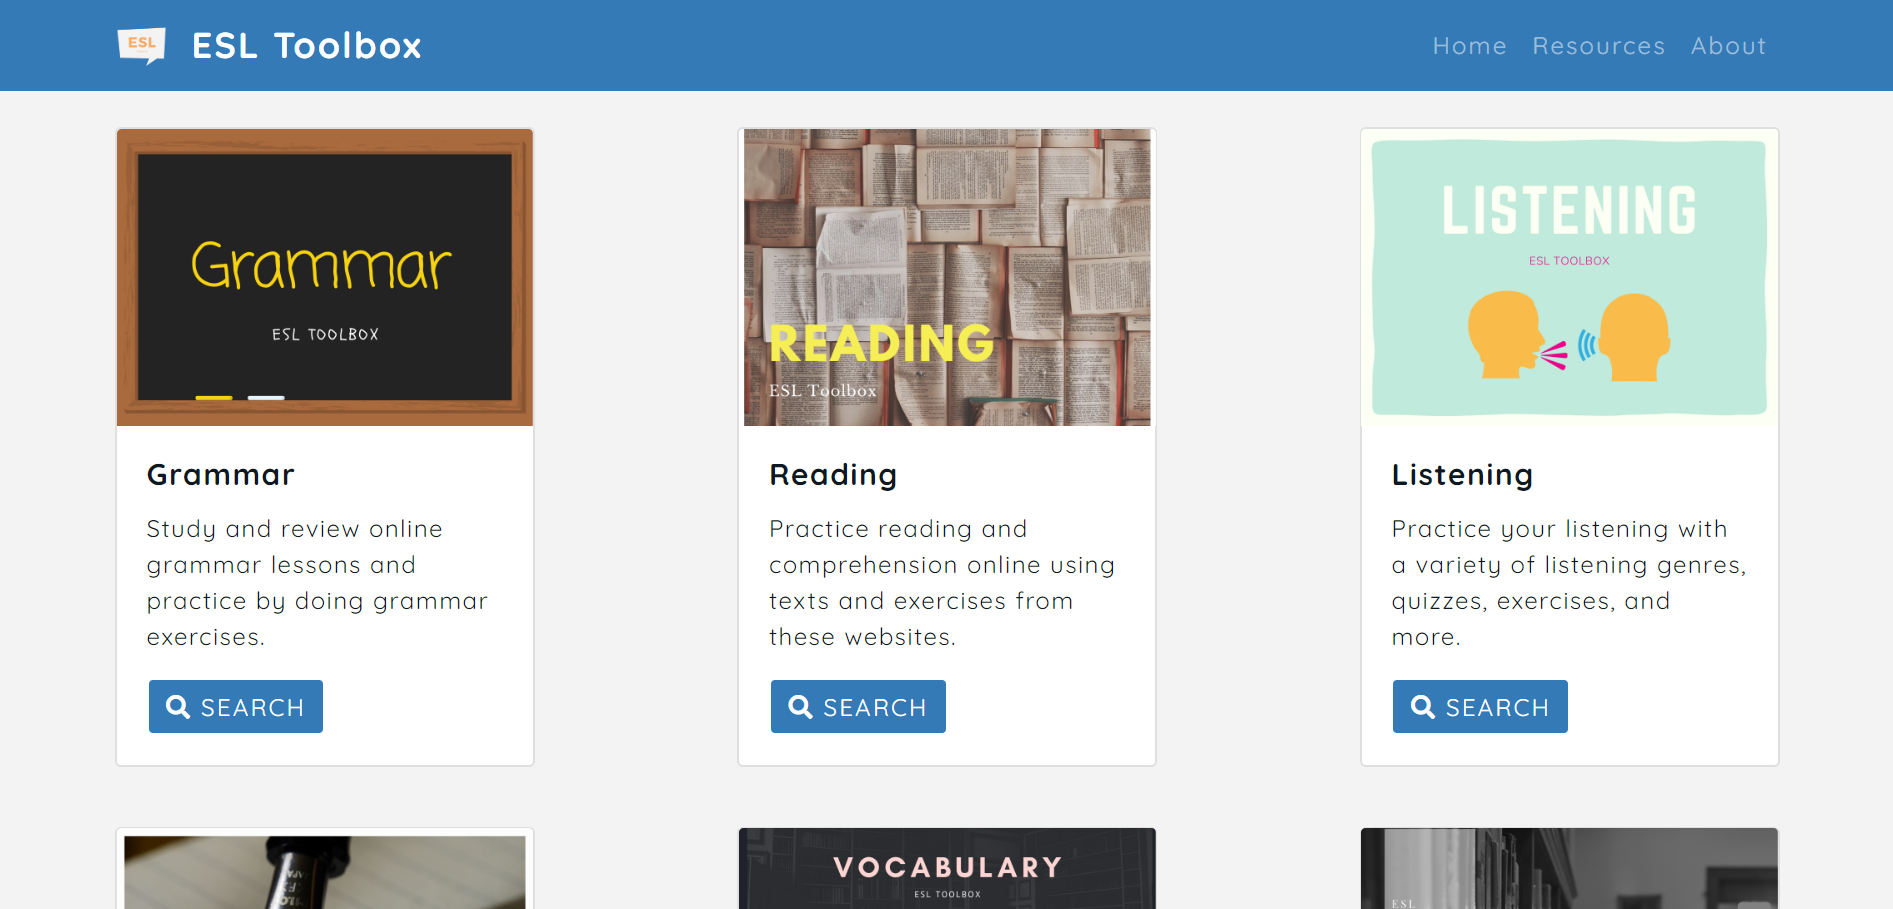 ESL
ESL Toolbox
Home Resources About
Grammar
ESL TOOLBOX
READING
ESL Toolbox
LISTENING
ESL TOOLBOX
Grammar
Study and review online
grammar lessons and
practice by doing grammar
exercises.
SEARCH
Reading
Practice reading and
comprehension online using
texts and exercises from
these websites.
SEARCH
Listening
Practice your listening with
a variety of listening genres,
quizzes, exercises, and
more.
SEARCH
VOCABULARY
ESL TOOLBOX
ESL